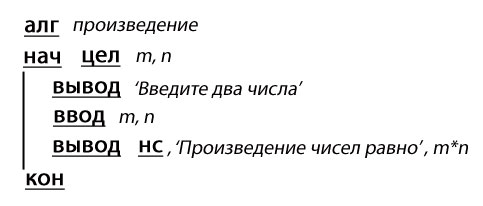 алг произведение
нач цел m, n
вывод ‘Введите два числа’
ввод m, n
вывод нс , ‘Произведение чисел равно’, m*n
кон